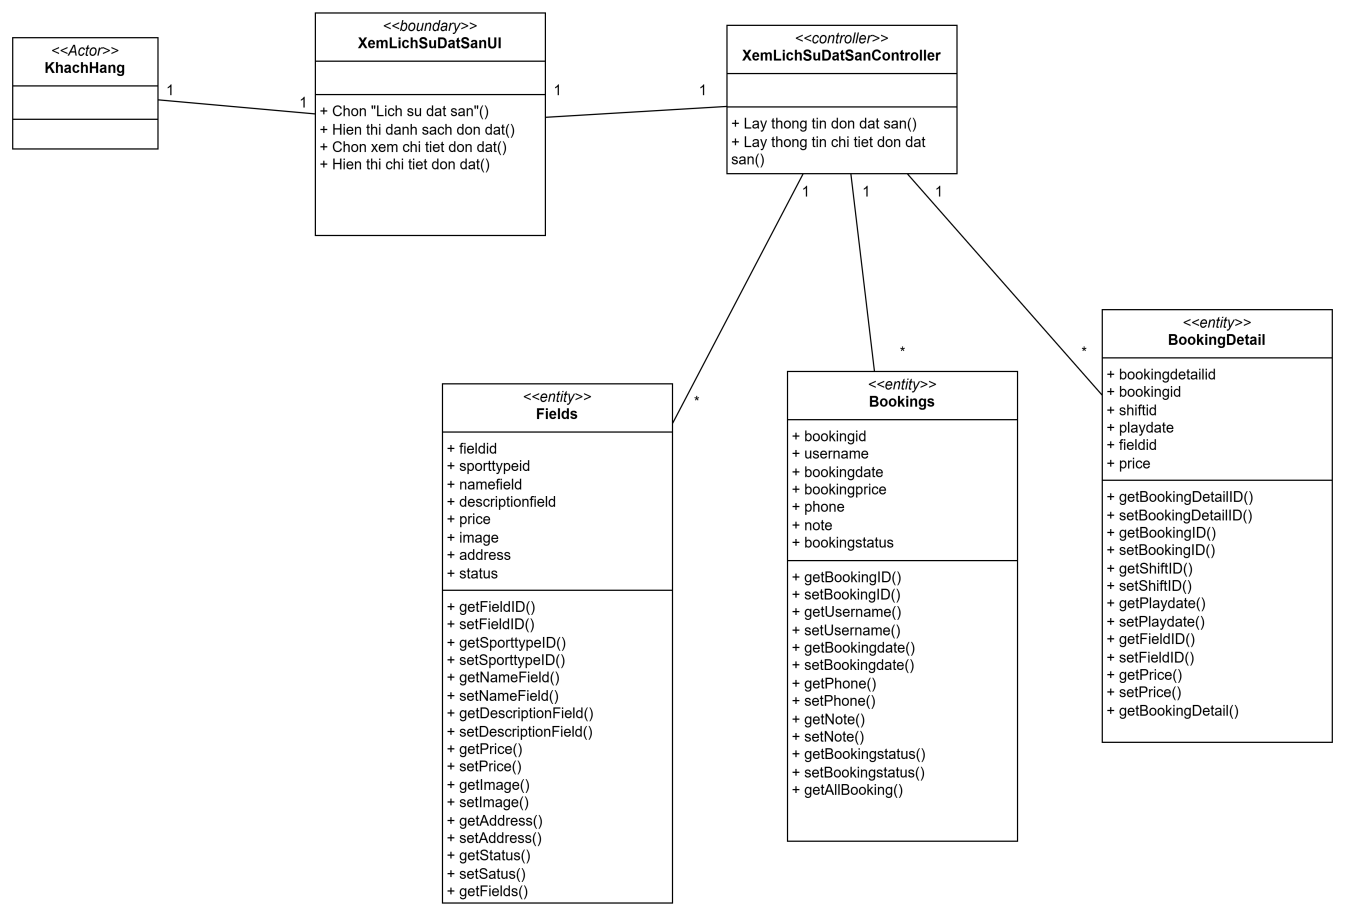 <<Actor>>
KhachHang
1
1
<<boundary>>
XemLichSuDatSanUI
+ Chon "Lich su dat san"()
+ Hien thi danh sach don dat()
+ Chon xem chi tiet don dat()
+ Hien thi chi tiet don dat()
1
1
<<controller>>
XemLichSuDatSanController
+ Lay thong tin don dat san()
+ Lay thong tin chi tiet don dat
san()
1
1
1
*
*
*
<<entity>>
Fields
+ fieldid
+ sporttypeid
+ namefield
+ descriptionfield
+ price
+ image
+ address
+ status
+ getFieldID()
+ setFieldID()
+ getSporttypeID()
+ setSporttypeID()
+ getNameField()
+ setNameField()
+ getDescriptionField()
+ setDescriptionField()
+ getPrice()
+ setPrice()
+ getImage()
+ setImage()
+ getAddress()
+ setAddress()
+ getStatus()
+ setSatus()
+ getFields()
<<entity>>
Bookings
+ bookingid
+ username
+ bookingdate
+ bookingprice
+ phone
+ note
+ bookingstatus
+ getBookingID()
+ setBookingID()
+ getUsername()
+ setUsername()
+ getBookingdate()
+ setBookingdate()
+ getPhone()
+ setPhone()
+ getNote()
+ setNote()
+ getBookingstatus()
+ setBookingstatus()
+ getAllBooking()
<<entity>>
BookingDetail
+ bookingdetailid
+ bookingid
+ shiftid
+ playdate
+ fieldid
+ price
+ getBookingDetailID()
+ setBookingDetailID()
+ getBookingID()
+ setBookingID()
+ getShiftID()
+ setShiftID()
+ getPlaydate()
+ setPlaydate()
+ getFieldID()
+ setFieldID()
+ getPrice()
+ setPrice()
+ getBookingDetail()